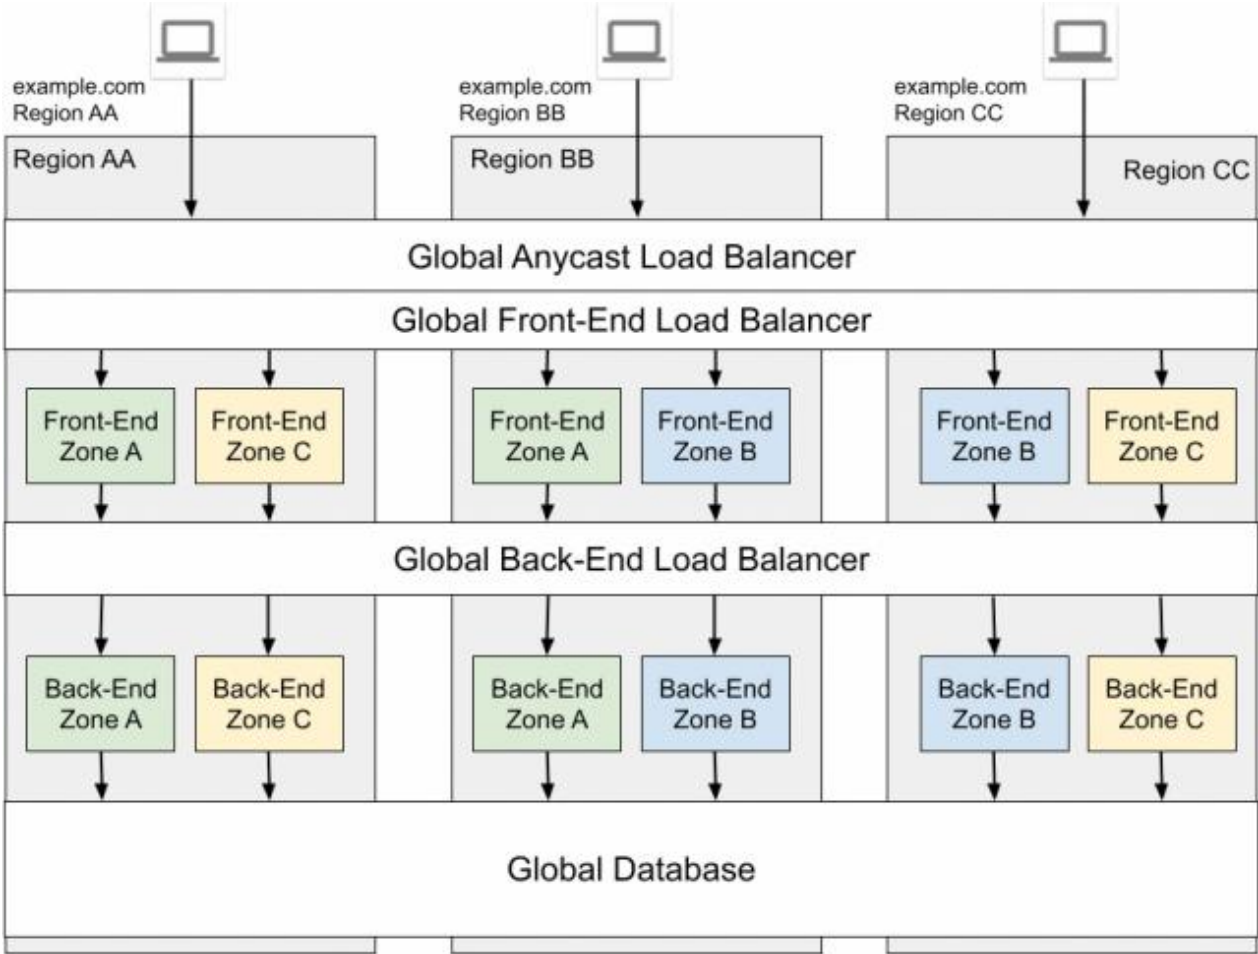 example.com
Region AA
example.com
Region BB
example.com
Region CC
Region AA
Region BB
Region CC
Global Anycast Load Balancer
Global Front-End Load Balancer
Front-End
Zone A
Front-End
Zone C
Front-End
Zone A
Front-End
Zone B
Front-End
Zone B
Front-End
Zone C
Global Back-End Load Balancer
Back-End
Zone A
Back-End
Zone C
Back-End
Zone A
Back-End
Zone B
Back-End
Zone B
Back-End
Zone C
Global Database